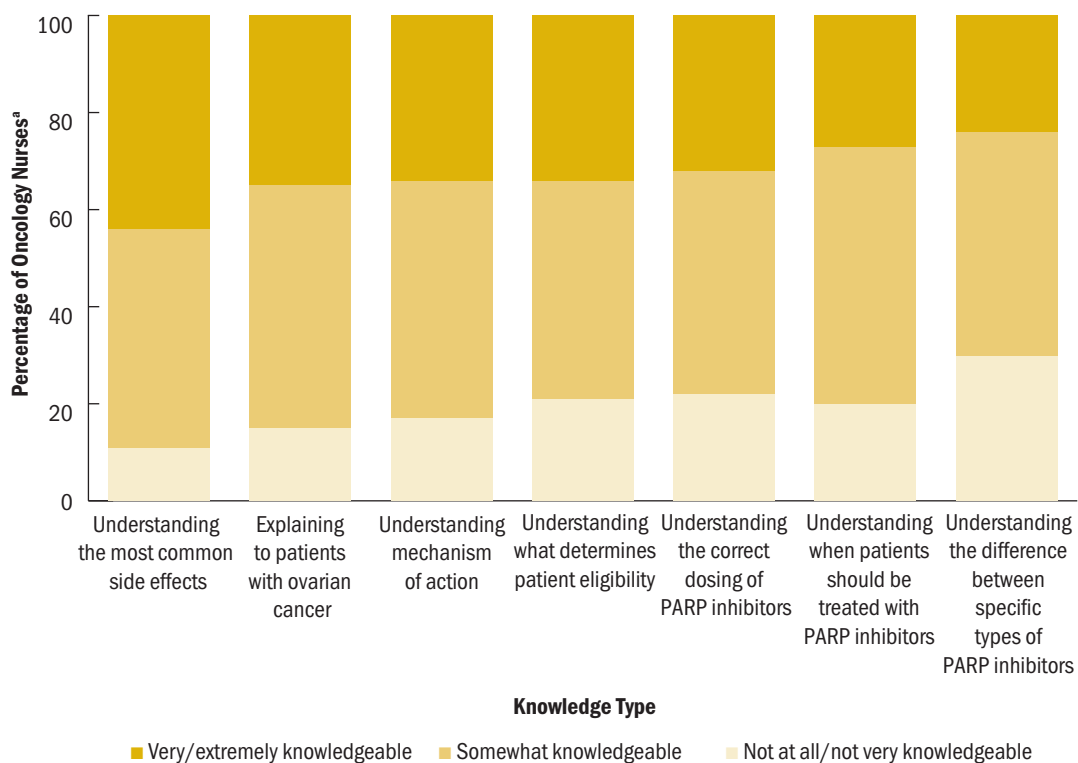 Percentage of Oncology Nursesᵃ
100
80
60
40
20
0
Understanding
the most common
side effects
Explaining
to patients
with ovarian
cancer
Understanding
mechanism
of action
Understanding
what determines
patient eligibility
Understanding
the correct
dosing of
PARP inhibitors
Understanding
when patients
should be
treated with
PARP inhibitors
Understanding
the difference
between
specific
types of
PARP inhibitors
Knowledge Type
Very/extremely knowledgeable
Somewhat knowledgeable
Not at all/not very knowledgeable